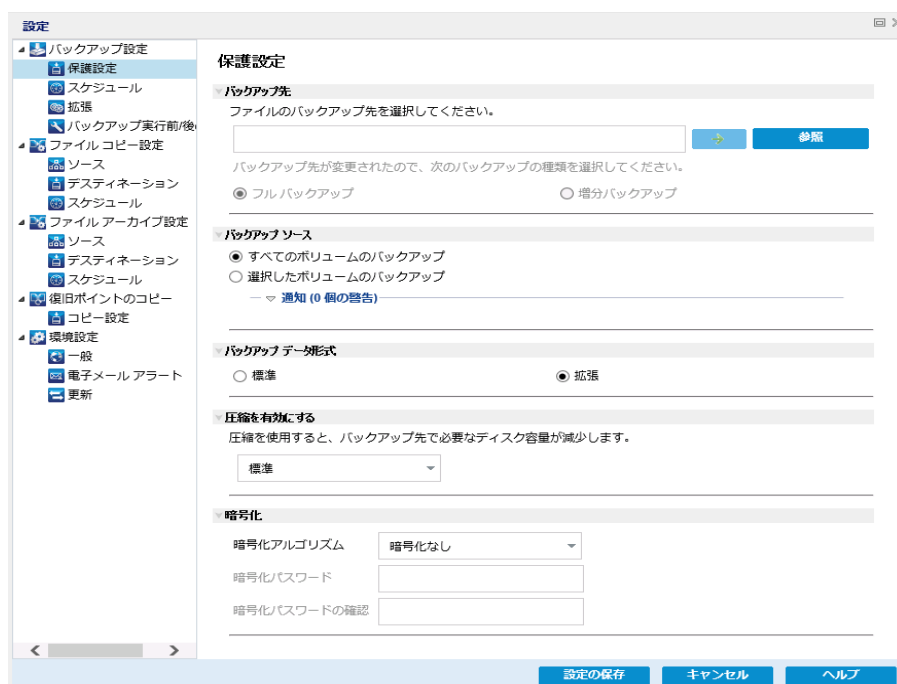 設定
バックアップ設定
保護設定
スケジュール
拡張
バックアップ実行前/後
ファイル コピー設定
ソース
デスティネーション
スケジュール
ファイル アーカイブ設定
ソース
デスティネーション
スケジュール
復旧ポイントのコピー
コピー設定
環境設定
一般
電子メール アラート
更新
保護設定
バックアップ先
ファイルのバックアップ先を選択してください。
参照
バックアップ先が変更されたので、次のバックアップの種類を選択してください。
フル バックアップ 増分バックアップ
バックアップ ソース
すべてのボリュームのバックアップ
選択したボリュームのバックアップ
通知 (0 個の警告)
バックアップ データ形式
標準 拡張
圧縮を有効にする
圧縮を使用すると、バックアップ先で必要なディスク容量が減少します。
標準
暗号化
暗号化アルゴリズム 暗号化なし
暗号化パスワード
暗号化パスワードの確認
設定の保存 キャンセル ヘルプ